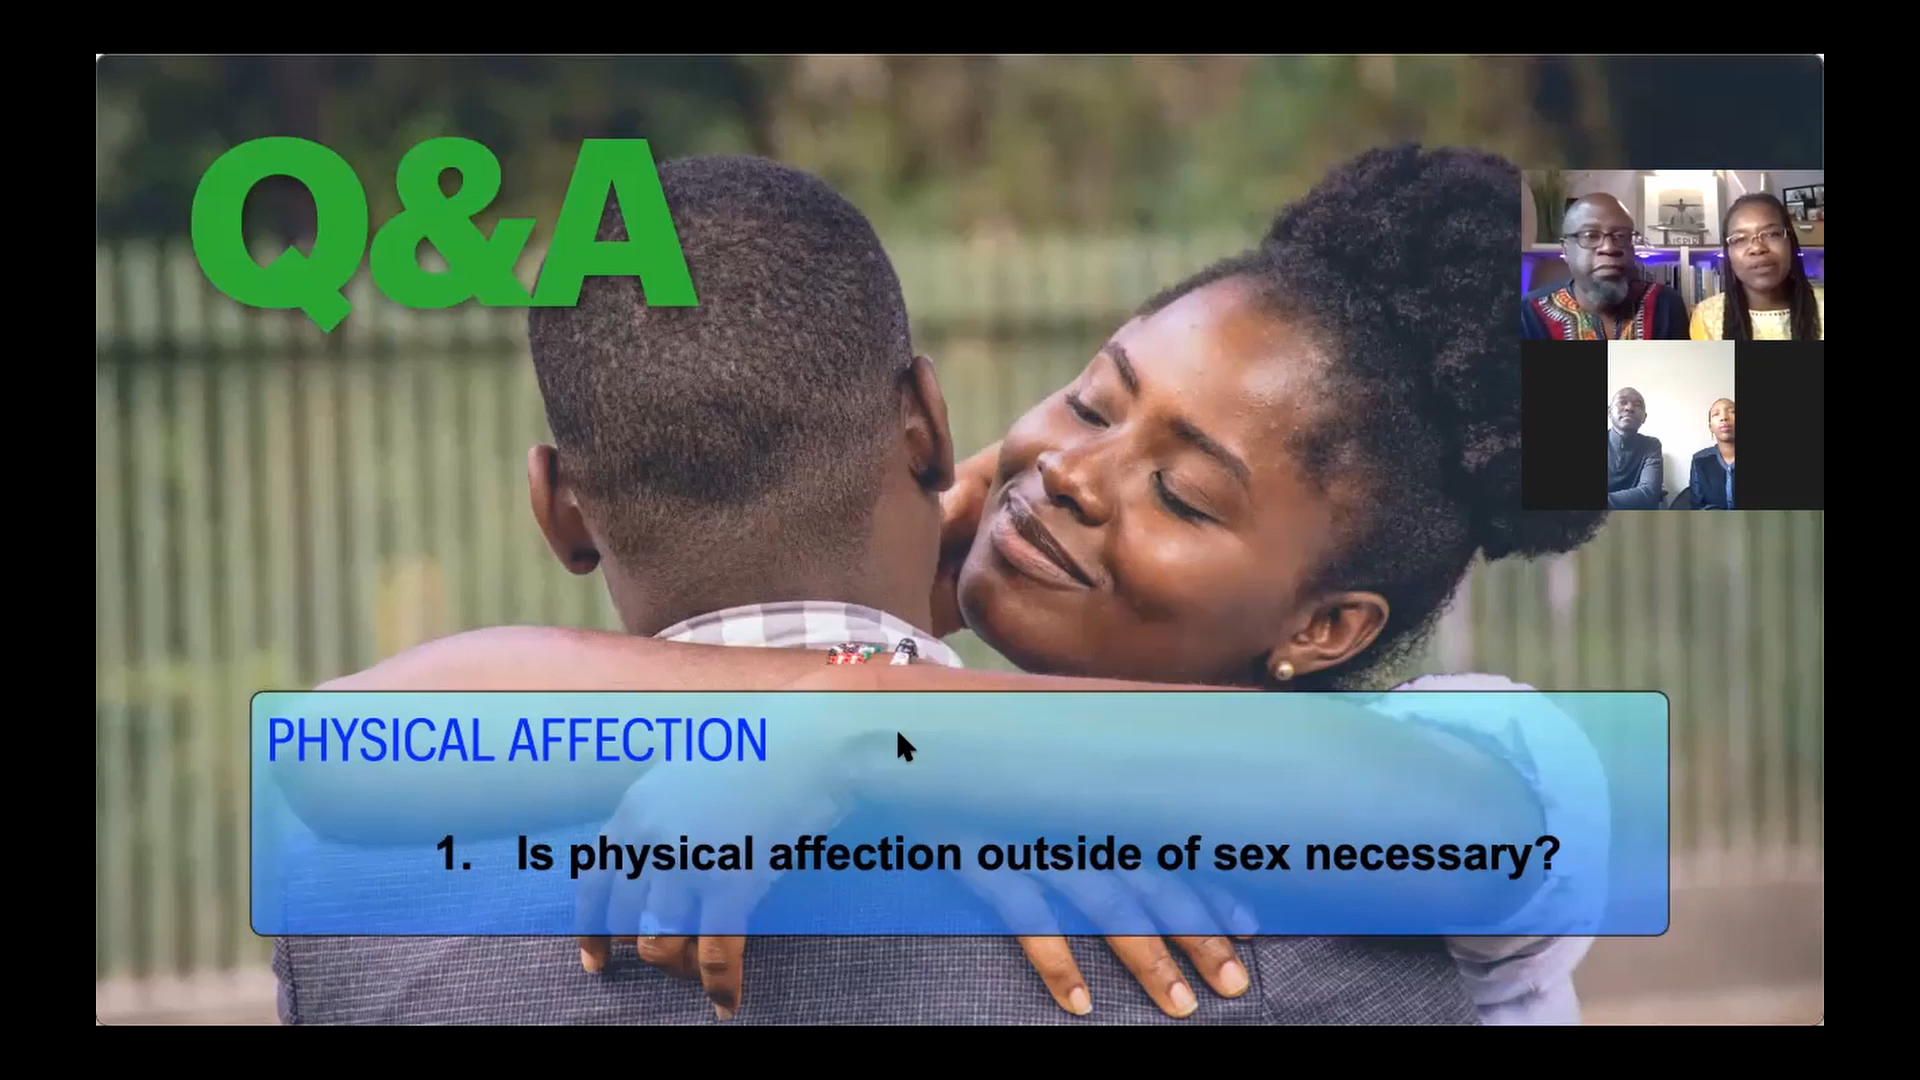 Q&A
PHYSICAL AFFECTION
1. Is physical affection outside of sex necessary?